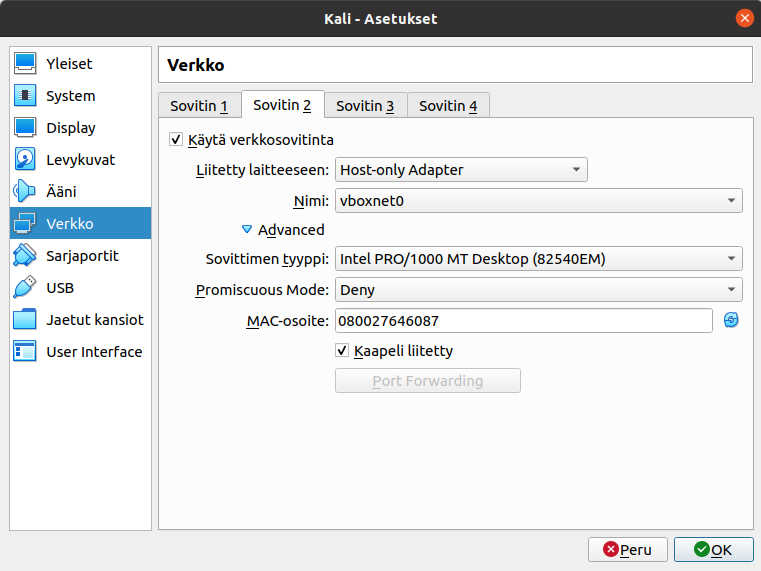 Kali - Asetukset
Yleiset
System
Display
Levykuvat
Ääni
Verkko
Sarjaportit
USB
Jaetut kansiot
User Interface
Verkko
Sovitin 1 Sovitin 2 Sovitin 3 Sovitin 4
Käytä verkkosovitinta
Liitetty laitteeseen: Host-only Adapter
Nimi: vboxnet0
Advanced
Sovittimen tyyppi: Intel PRO/1000 MT Desktop (82540EM)
Promiscuous Mode: Deny
MAC-osoite: 080027646087
Kaapeli liitetty
Port Forwarding
Peru OK